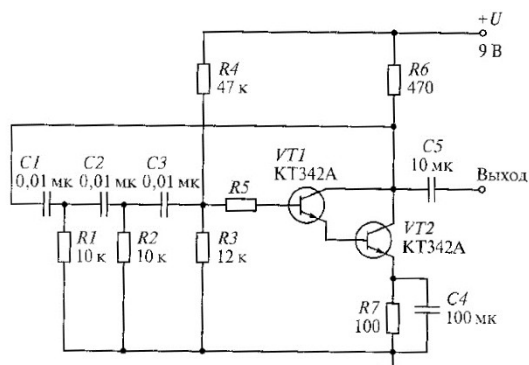 +U
9 В
R4
47 к
R6
470
C1
0,01 мк
C2
0,01 мк
C3
0,01 мк
R5
VT1
КТ342А
C5
10 мк
Выход
VT2
КТ342А
R1
10 к
R2
10 к
R3
12 к
R7
100
C4
100 мк